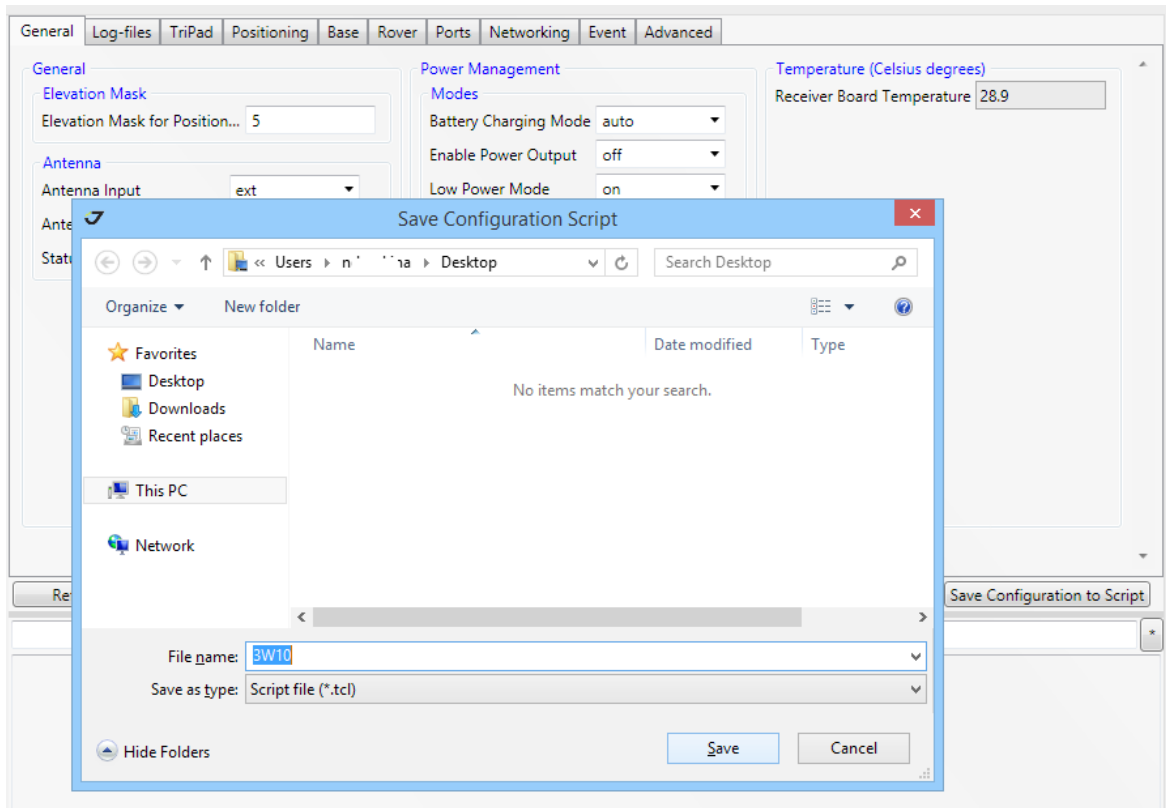 General Log-files TriPad Positioning Base Rover Ports Networking Event Advanced
General Power Management Temperature (Celsius degrees)
Elevation Mask Modes Receiver Board Temperature 28.9
Elevation Mask for Position... 5 Battery Charging Mode auto
Antenna Enable Power Output off
Antenna Input ext Low Power Mode on
Ante Save Configuration Script
Statu « Users Desktop Search Desktop
Organize New folder
Favorites Name Date modified Type
Desktop No items match your search.
Downloads
Recent places
This PC
Network
Re Save Configuration to Script
File name: 3W10 *
Save as type: Script file (*.tcl)
Hide Folders Save Cancel